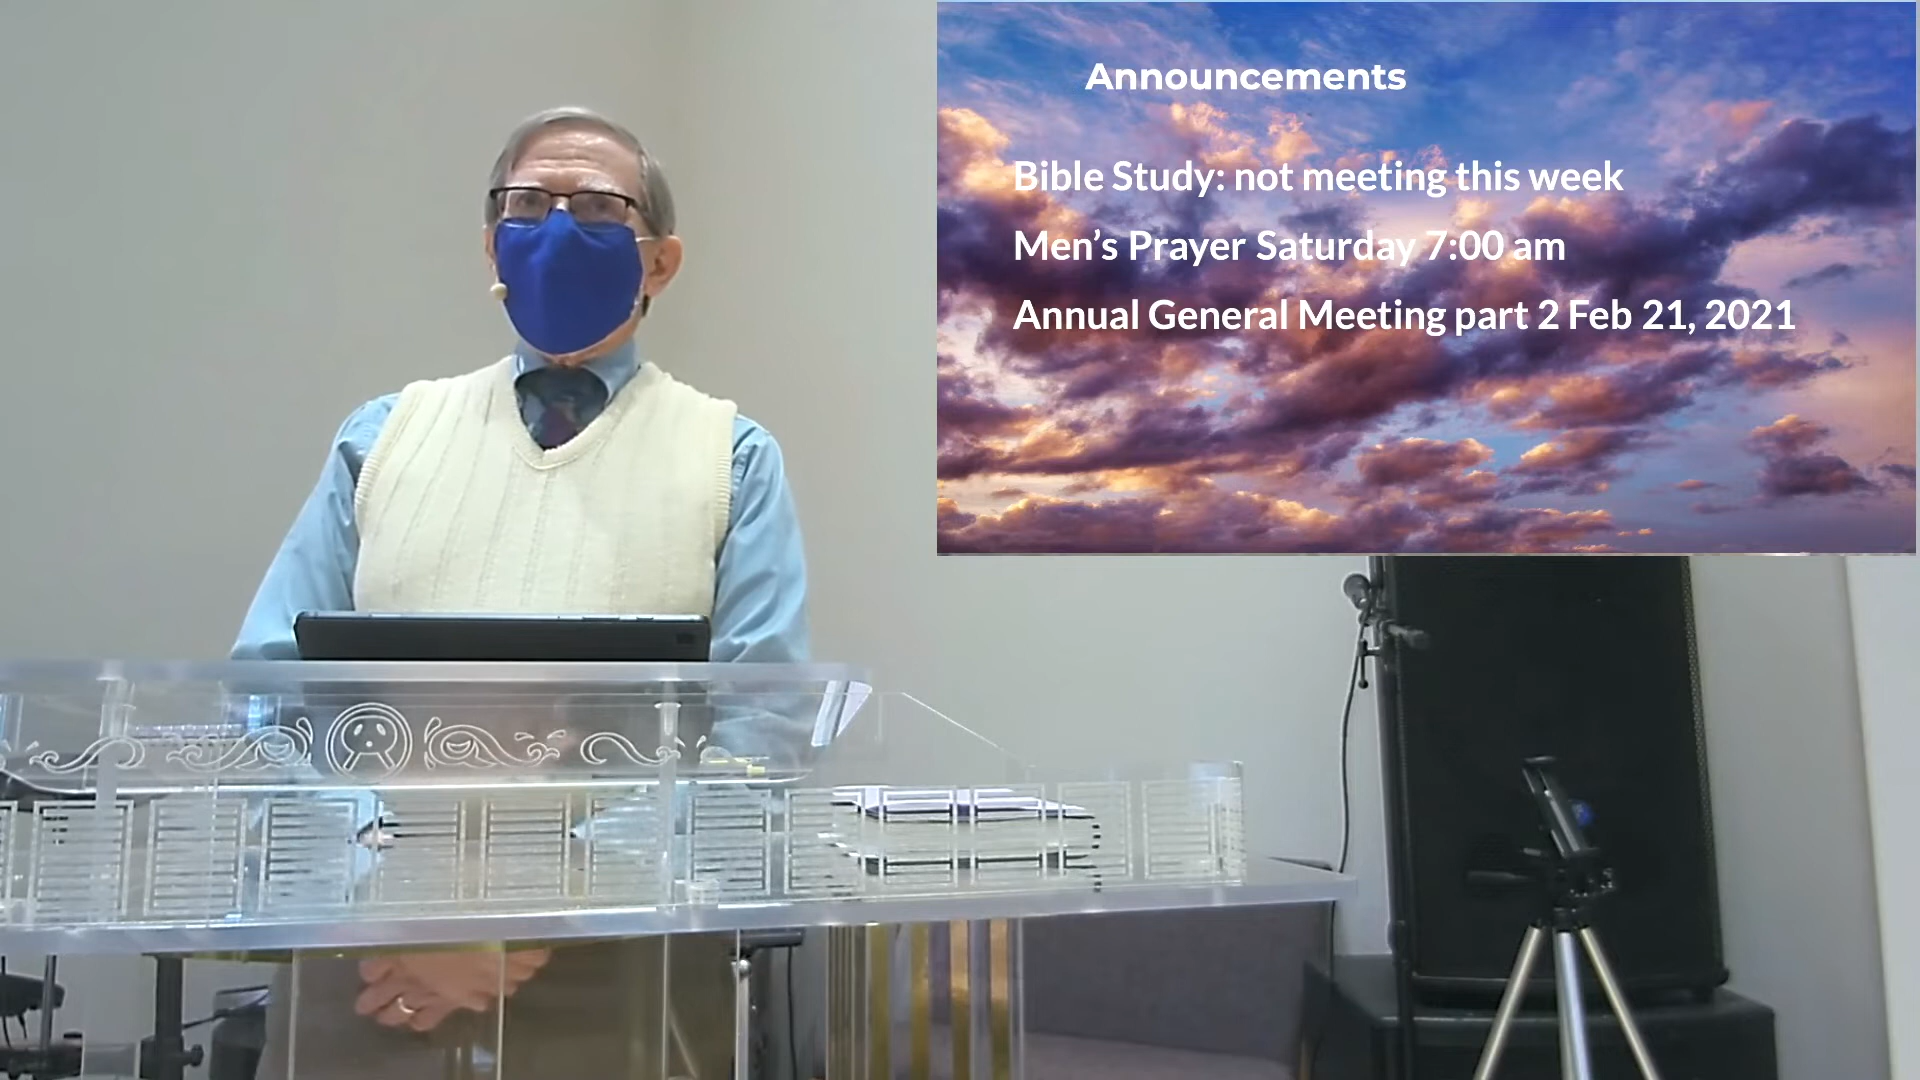 Announcements
Bible Study: not meeting this week
Men’s Prayer Saturday 7:00 am
Annual General Meeting part 2 Feb 21, 2021